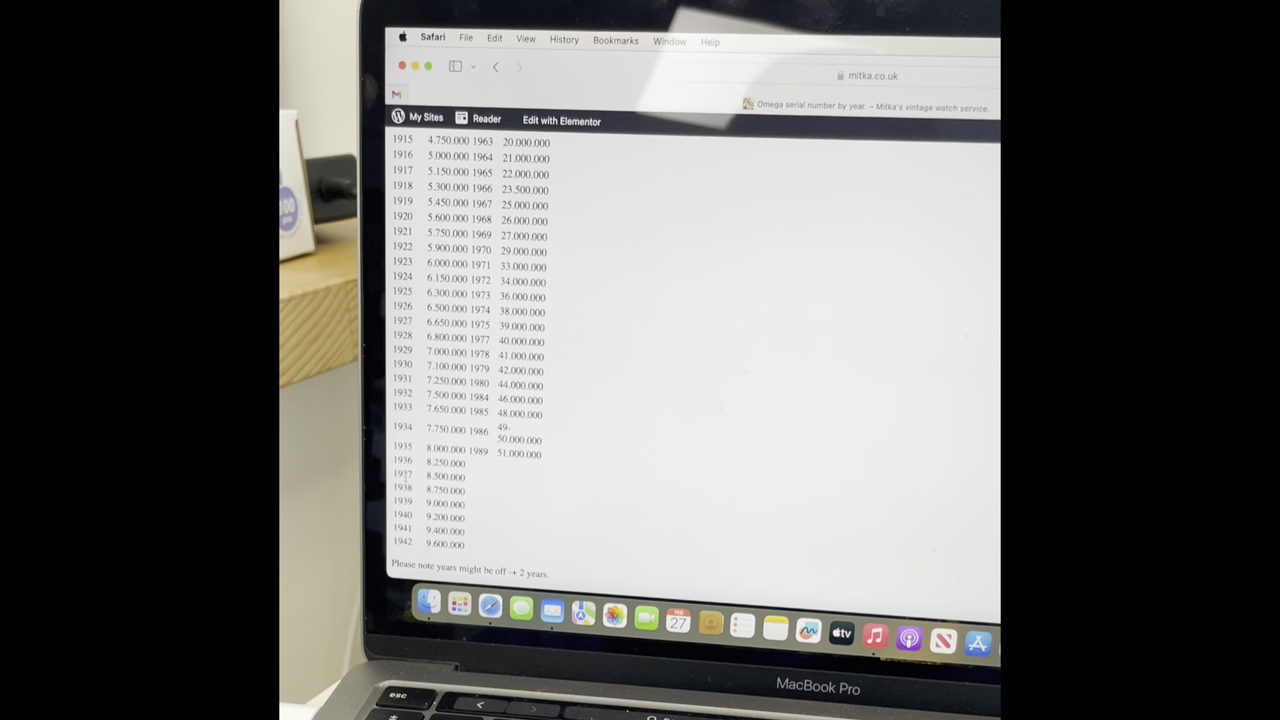 Safari File Edit View History Bookmarks Window Help
mitka.co.uk
Omega serial number by year. – Mitka's vintage watch service.
My Sites Reader Edit with Elementor
1915 4.750.000 1963 20.000.000
1916 5.000.000 1964 21.000.000
1917 5.150.000 1965 22.000.000
1918 5.300.000 1966 23.500.000
1919 5.450.000 1967 25.000.000
1920 5.600.000 1968 26.000.000
1921 5.750.000 1969 27.000.000
1922 5.900.000 1970 29.000.000
1923 6.000.000 1971 33.000.000
1924 6.150.000 1972 34.000.000
1925 6.300.000 1973 36.000.000
1926 6.500.000 1974 38.000.000
1927 6.650.000 1975 39.000.000
1928 6.800.000 1977 40.000.000
1929 7.000.000 1978 41.000.000
1930 7.100.000 1979 42.000.000
1931 7.250.000 1980 44.000.000
1932 7.500.000 1984 46.000.000
1933 7.650.000 1985 48.000.000
1934 7.750.000 1986 49-
50.000.000
1935 8.000.000 1989 51.000.000
1936 8.250.000
1937 8.500.000
1938 8.750.000
1939 9.000.000
1940 9.200.000
1941 9.400.000
1942 9.600.000
Please note years might be off -+ 2 years.
FEB
27
tv
MacBook Pro
esc